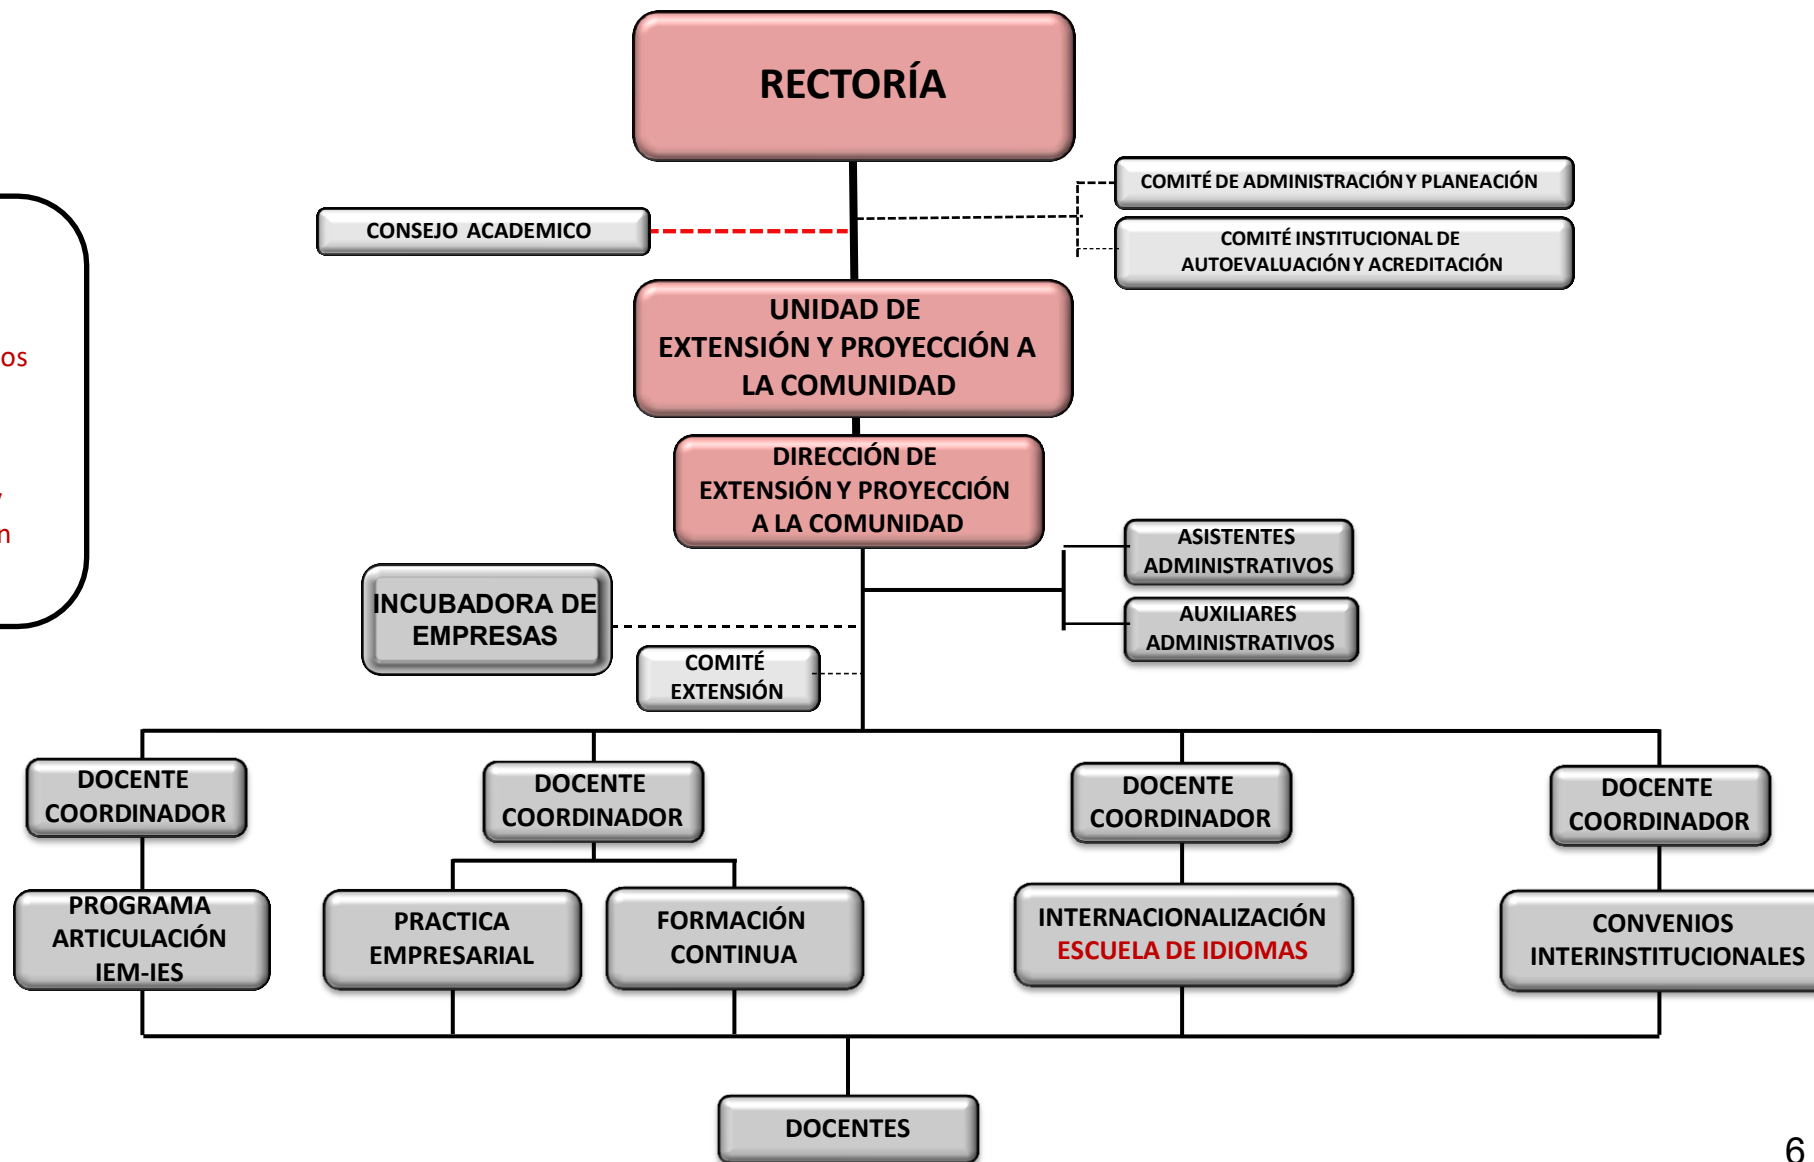 RECTORÍA
COMITÉ DE ADMINISTRACIÓN Y PLANEACIÓN
CONSEJO ACADEMICO
COMITÉ INSTITUCIONAL DE
AUTOEVALUACIÓN Y ACREDITACIÓN
UNIDAD DE
EXTENSIÓN Y PROYECCIÓN A
LA COMUNIDAD
DIRECCIÓN DE
EXTENSIÓN Y PROYECCIÓN
A LA COMUNIDAD
ASISTENTES
ADMINISTRATIVOS
INCUBADORA DE
EMPRESAS
AUXILIARES
ADMINISTRATIVOS
COMITÉ
EXTENSIÓN
DOCENTE
COORDINADOR
DOCENTE
COORDINADOR
DOCENTE
COORDINADOR
DOCENTE
COORDINADOR
PROGRAMA
ARTICULACIÓN
IEM-IES
PRACTICA
EMPRESARIAL
FORMACIÓN
CONTINUA
INTERNACIONALIZACIÓN
ESCUELA DE IDIOMAS
CONVENIOS
INTERINSTITUCIONALES
DOCENTES
6